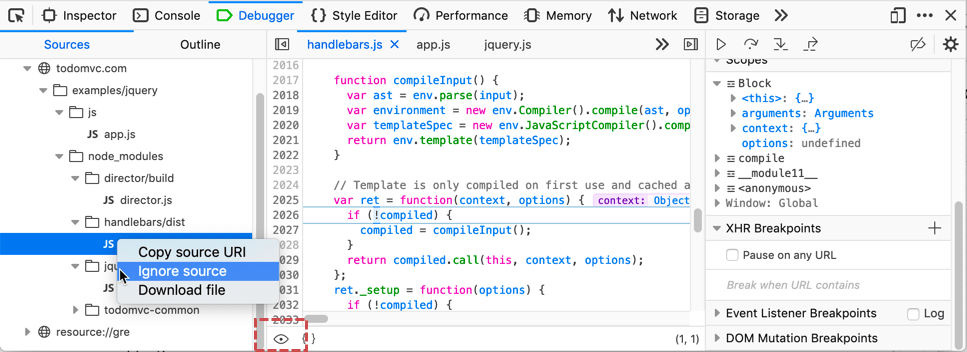 Inspector Console Debugger Style Editor Performance Memory Network Storage
Sources Outline
todomvc.com
examples/jquery
js
JS app.js
node_modules
director/build
director.js
handlebars/dist
JS
jqu
JS
todomvc-common
resource://gre
Copy source URI
Ignore source
Download file
handlebars.js app.js jquery.js
2016
2017 function compileInput() {
2018 var ast = env.parse(input);
2019 var environment = new env.Compiler().compile(ast, op
2020 var templateSpec = new env.JavaScriptCompiler().comp
2021 return env.template(templateSpec);
2022 }
2023
2024 // Template is only compiled on first use and cached a
2025 var ret = function(context, options) { context: Object
2026 if (!compiled) {
2027 compiled = compileInput();
2028 }
2029 return compiled.call(this, context, options);
2030 };
2031 ret._setup = function(options) {
2032 if (!compiled) {
2033
{ } (1, 1)
Scopes
Block
<this>: {…}
arguments: Arguments
context: {…}
options: undefined
compile
__module11__
<anonymous>
Window: Global
XHR Breakpoints
Pause on any URL
Break when URL contains
Event Listener Breakpoints Log
DOM Mutation Breakpoints